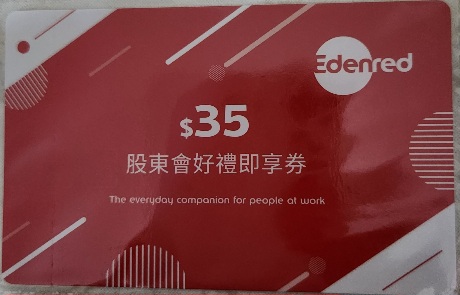 Edenred
$35
股東會好禮即享券
The everyday companion for people at work